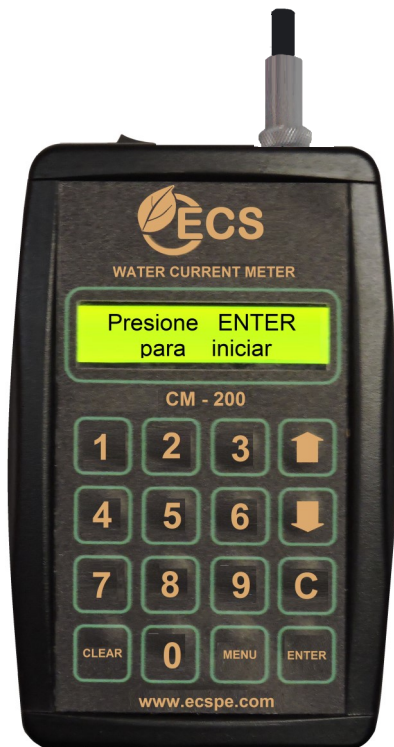 ECS
WATER CURRENT METER
Presione ENTER
para iniciar
CM - 200
1 2 3
4 5 6
7 8 9 C
CLEAR 0 MENU ENTER
www.ecspe.com